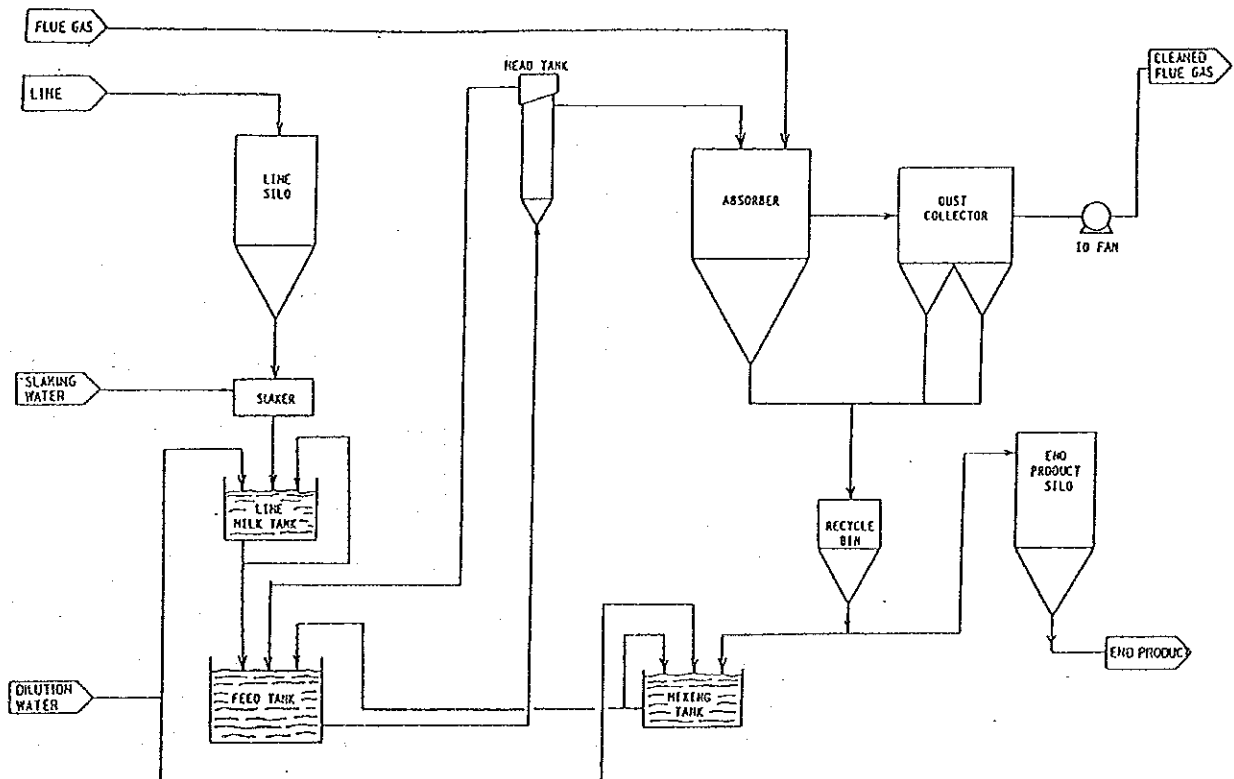 FLUE GAS
LIME
HEAD TANK
CLEANED
FLUE GAS
LIME
SILO
ABSORBER
DUST
COLLECTOR
ID FAN
SLAKING
WATER
SLAKER
LIME
MILK TANK
END
PRODUCT
SILO
RECYCLE
BIN
DILUTION
WATER
FEED TANK
MIXING
TANK
END PRODUCT